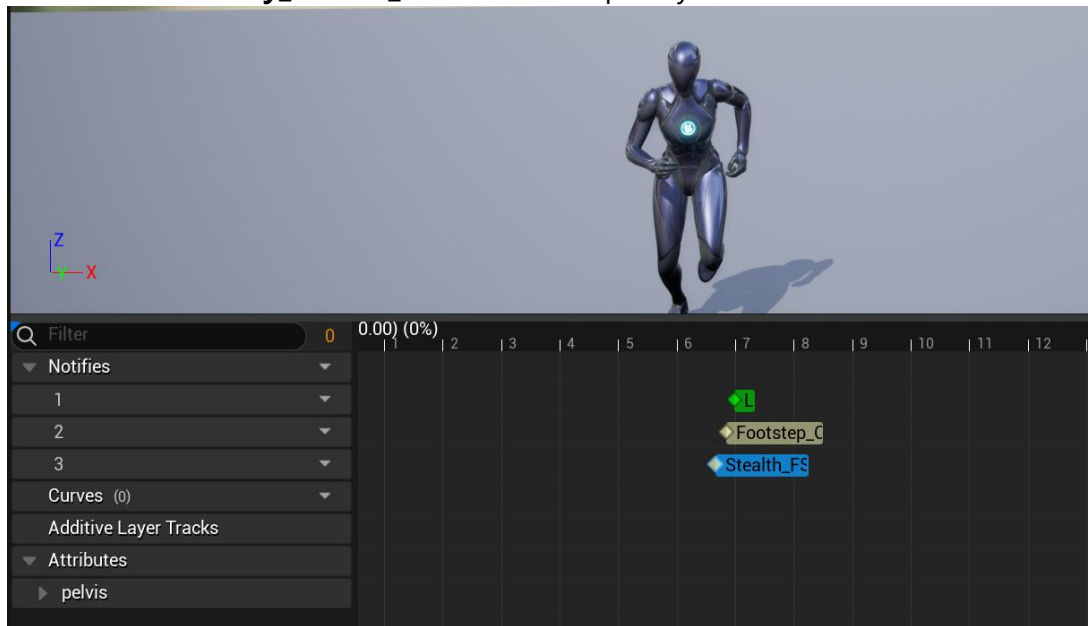 Z
Y X
Filter 0 0.00) (0%)
1 2 3 4 5 6 7 8 9 10 11 12
Notifies
1 L
2 Footstep_C
3 Stealth_FS
Curves (0)
Additive Layer Tracks
Attributes
pelvis